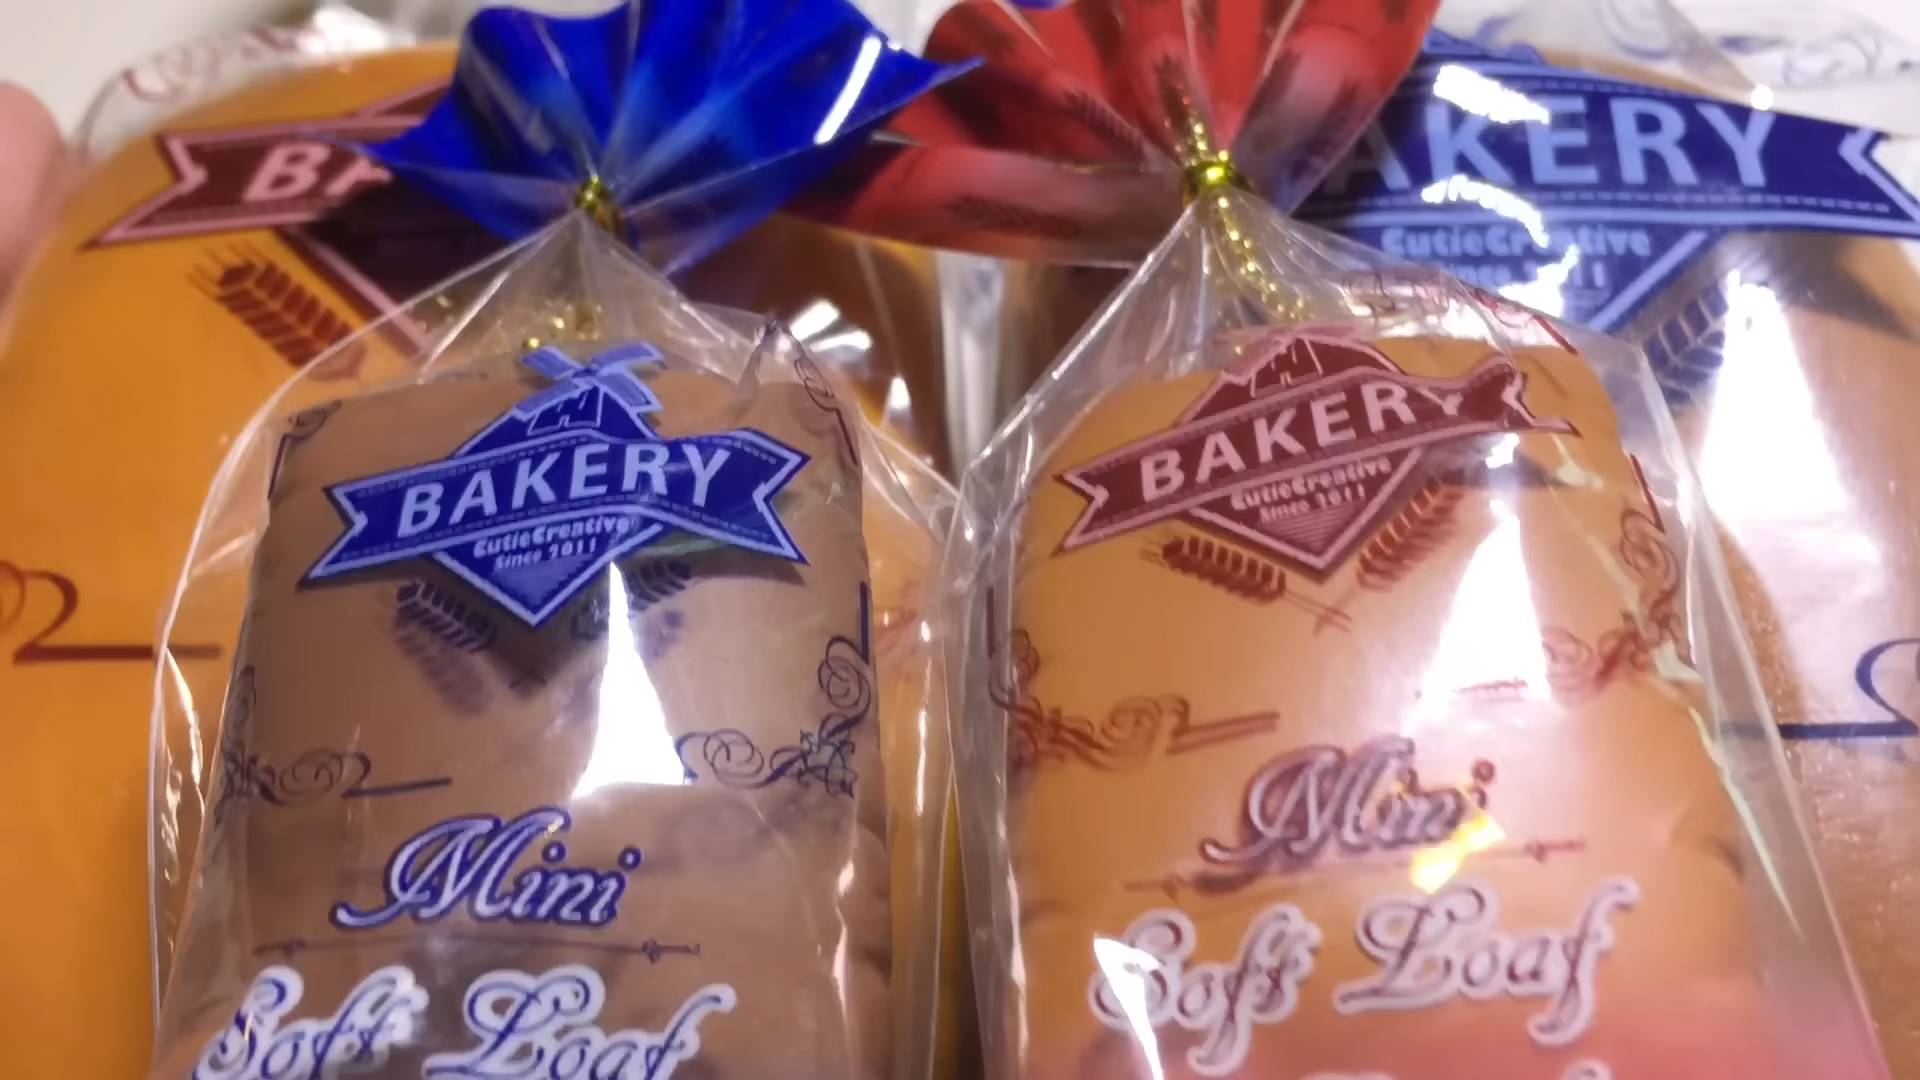 BAKERY
CutieCreative
Since 2011
Mini
Soft Loaf
BAKERY
CutieCreative
Since 2011
Mini
Soft Loaf
AKERY
CutieCreative